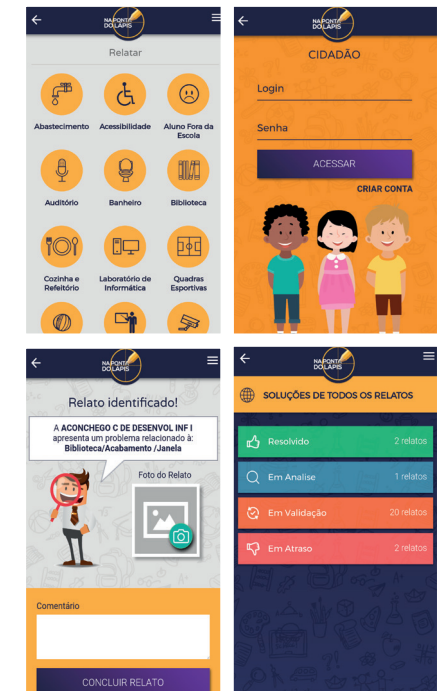 NA PONTA
DO LÁPIS
Relatar
Abastecimento
Acessibilidade
Aluno Fora da
Escola
Auditório
Banheiro
Biblioteca
Cozinha e
Refeitório
Laboratório de
Informática
Quadras
Esportivas
NA PONTA
DO LÁPIS
CIDADÃO
Login
Senha
ACESSAR
CRIAR CONTA
NA PONTA
DO LÁPIS
Relato identificado!
A ACONCHEGO C DE DESENVOL INF I
apresenta um problema relacionado à:
Biblioteca/Acabamento /Janela
Foto do Relato
Comentário
CONCLUIR RELATO
NA PONTA
DO LÁPIS
SOLUÇÕES DE TODOS OS RELATOS
Resolvido 2 relatos
Em Analise 1 relatos
Em Validação 20 relatos
Em Atraso 2 relatos